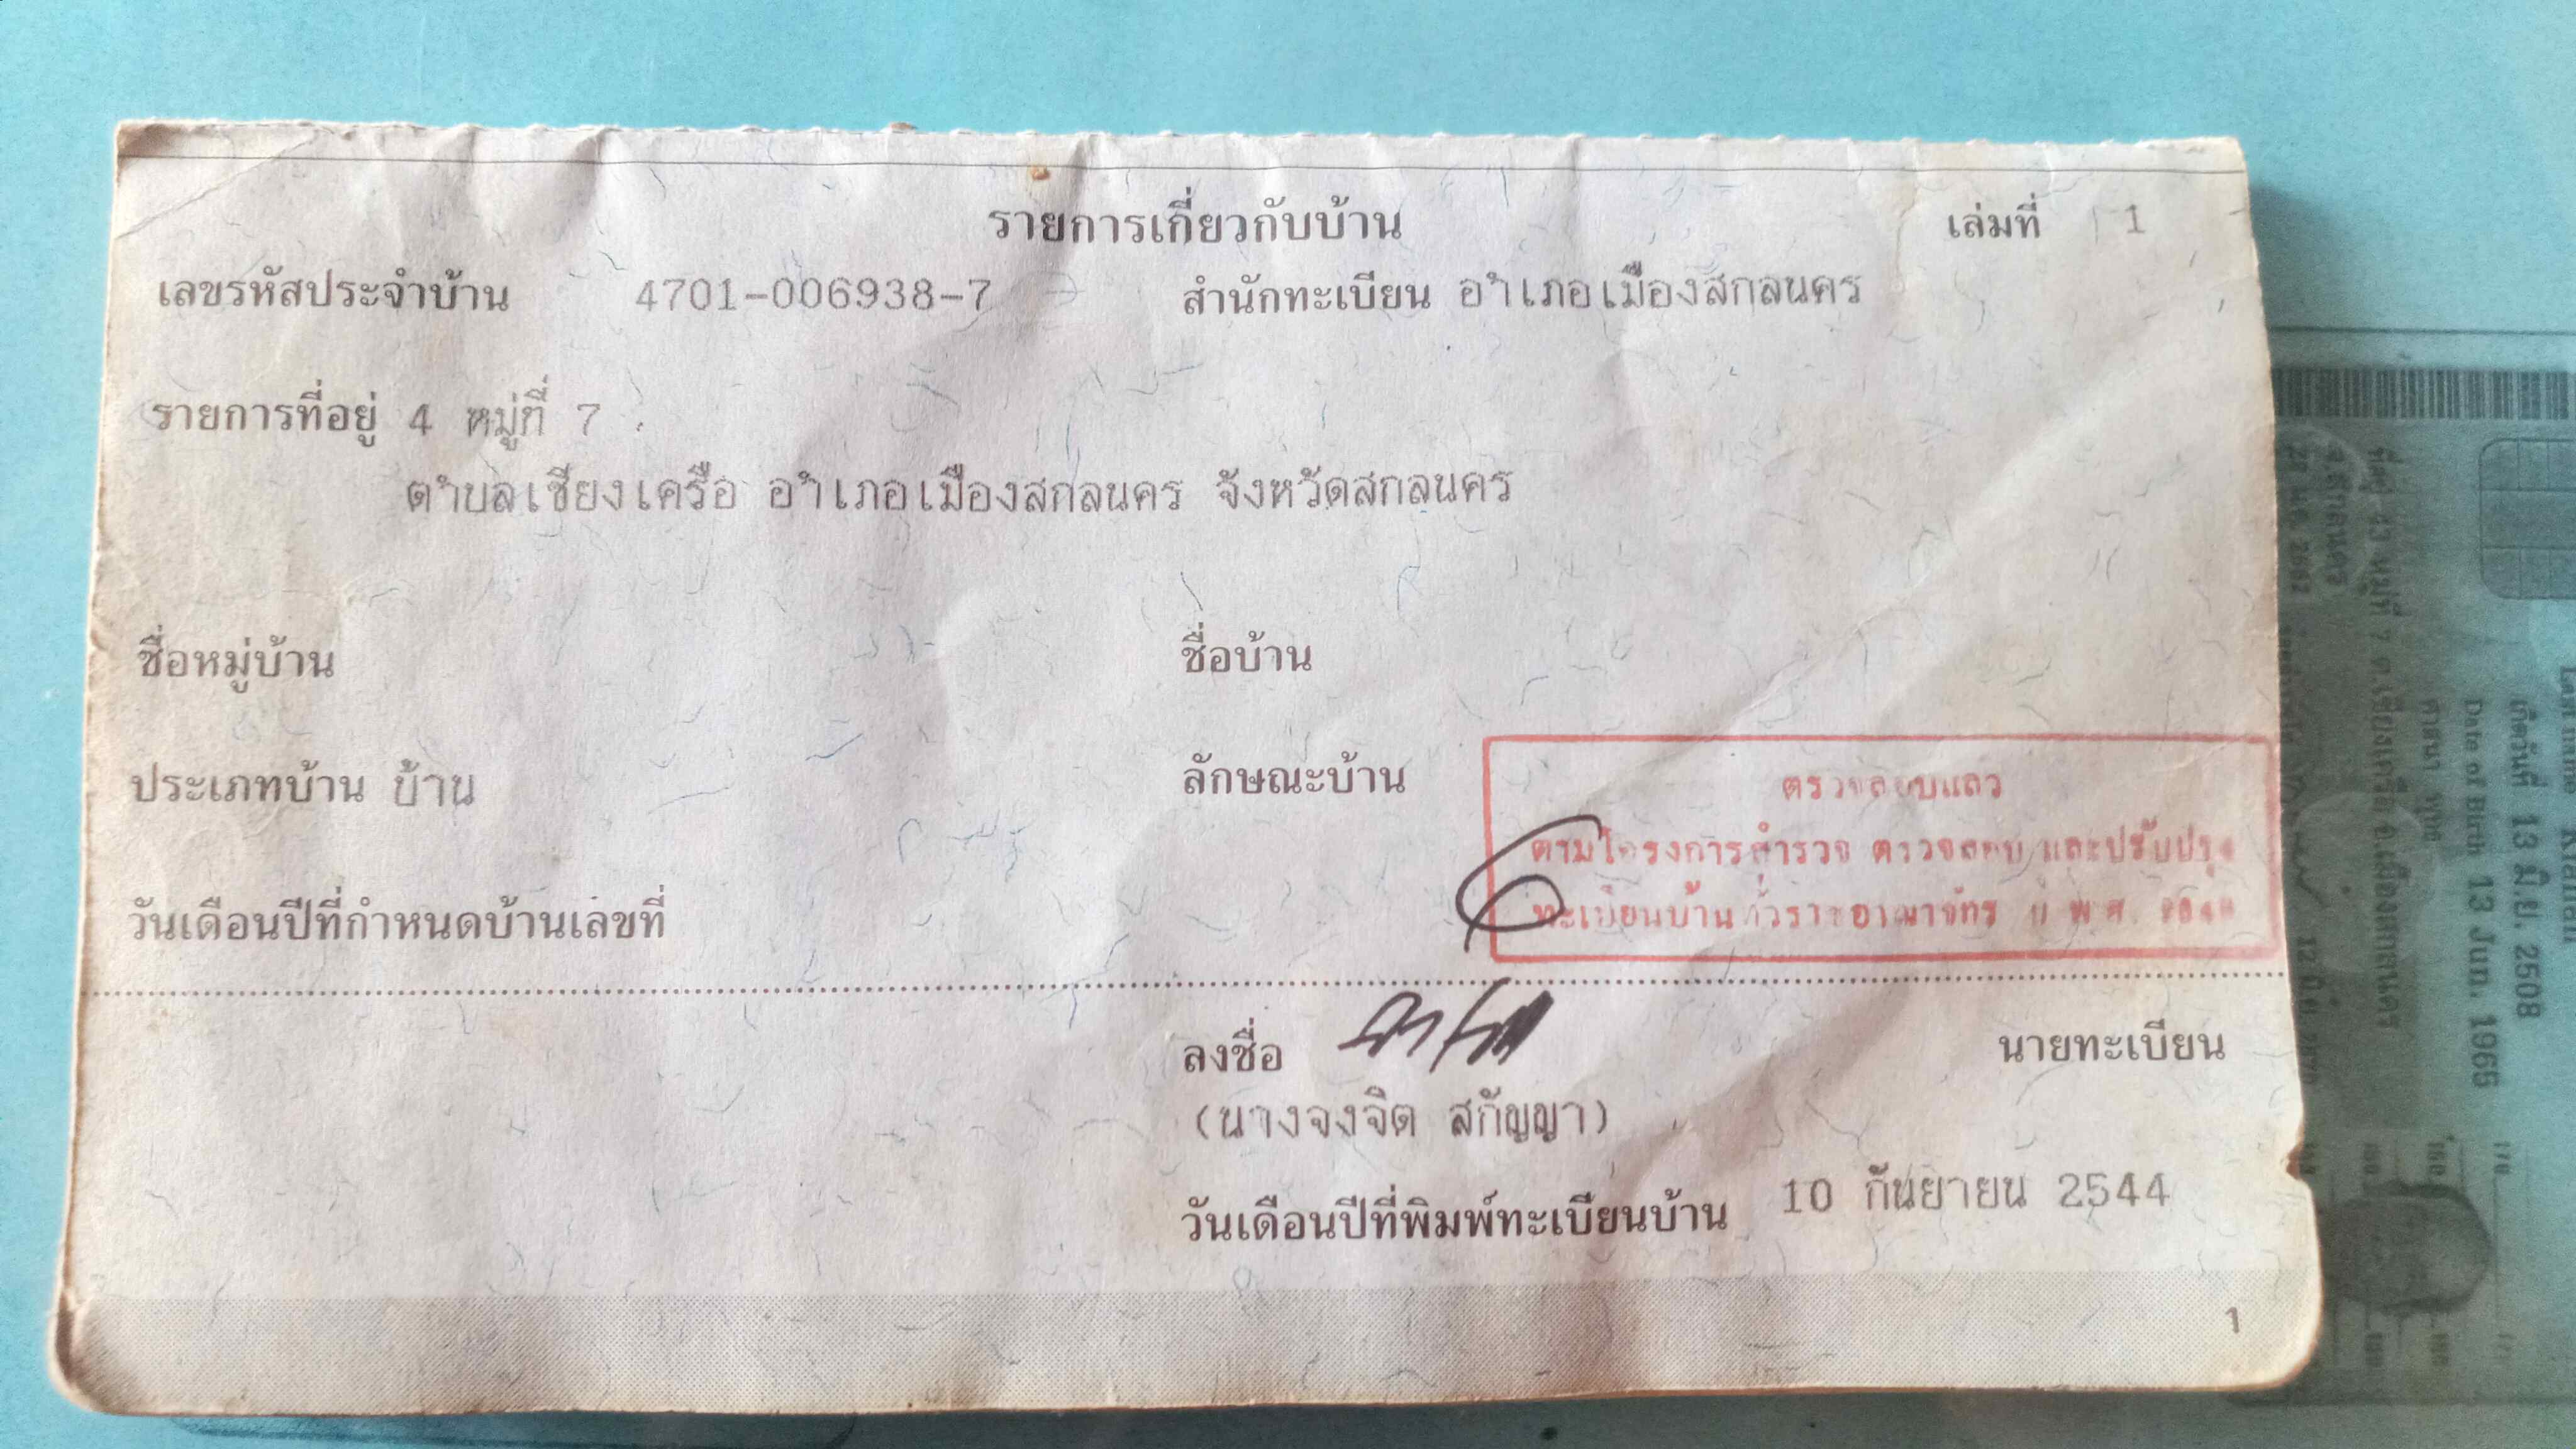 รายการเกี่ยวกับบ้าน เล่มที่ 1
เลขรหัสประจำบ้าน 4701-006938-7 สำนักทะเบียน อำเภอเมืองสกลนคร
รายการที่อยู่ 4 หมู่ที่ 7
ตำบลเชียงเครือ อำเภอเมืองสกลนคร จังหวัดสกลนคร
ชื่อหมู่บ้าน ชื่อบ้าน
ประเภทบ้าน บ้าน ลักษณะบ้าน
ตรวจสอบแล้ว
ตามโครงการสำรวจ ตรวจสอบ และปรับปรุง
ทะเบียนบ้านทั่วราชอาณาจักร ปี พ.ศ.
วันเดือนปีที่กำหนดบ้านเลขที่
ลงชื่อ นายทะเบียน
(นางจงจิต สกัญญา)
วันเดือนปีที่พิมพ์ทะเบียนบ้าน 10 กันยายน 2544
1
เกิดวันที่ 13 มิ.ย. 2508
Date of Birth 13 Jun. 1965
ศาสนา พุทธ
หมู่ที่ 7 ต.เชียงเครือ อ.เมืองสกลนคร
จ.สกลนคร